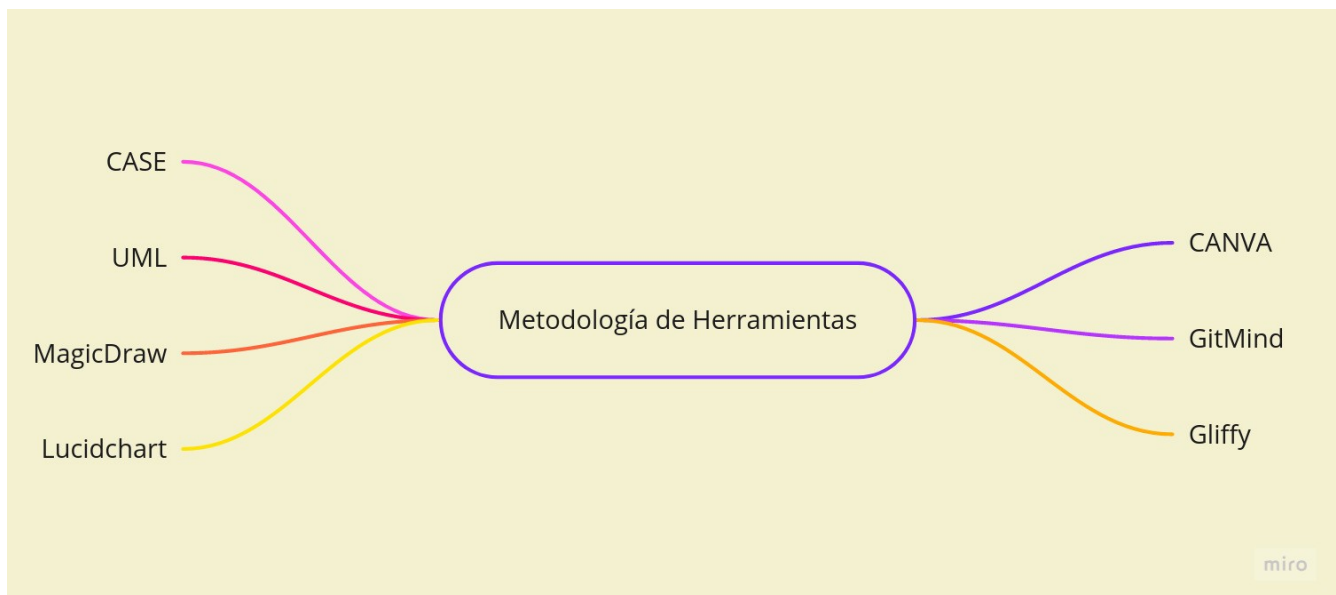 CASE
UML
MagicDraw
Lucidchart
Metodología de Herramientas
CANVA
GitMind
Gliffy
miro